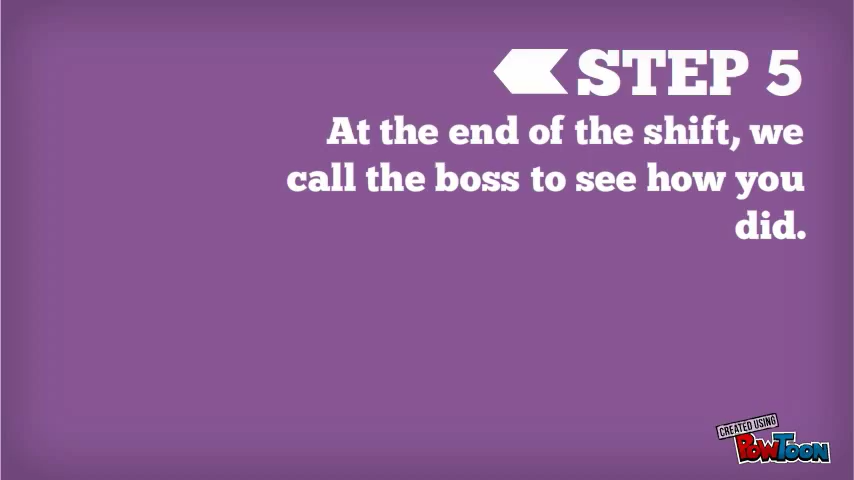 STEP 5
At the end of the shift, we
call the boss to see how you
did.
CREATED USING
POWTOON